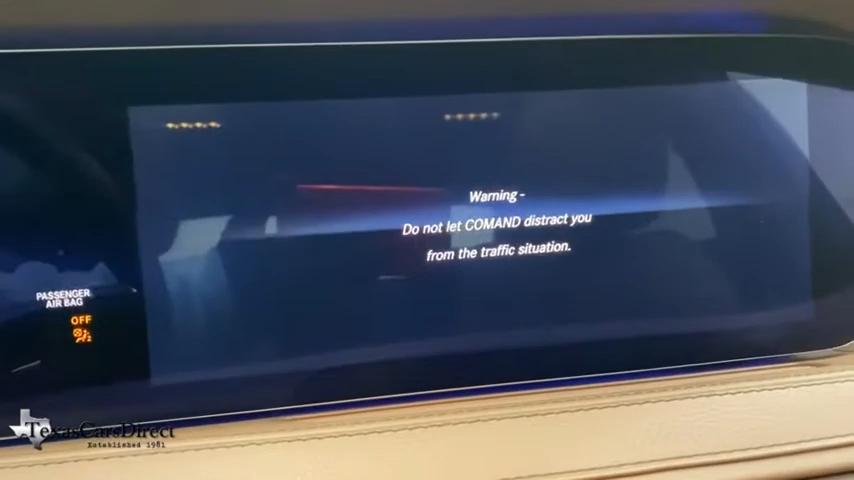 Warning -
Do not let COMAND distract you
from the traffic situation.
PASSENGER
AIR BAG
OFF
TexasCarsDirect
Established 1981